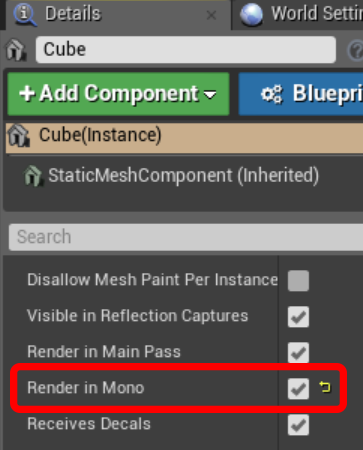 Details
World Setti
Cube
+Add Component
Bluepri
Cube(Instance)
StaticMeshComponent (Inherited)
Search
Disallow Mesh Paint Per Instance
Visible in Reflection Captures
Render in Main Pass
Render in Mono
Receives Decals